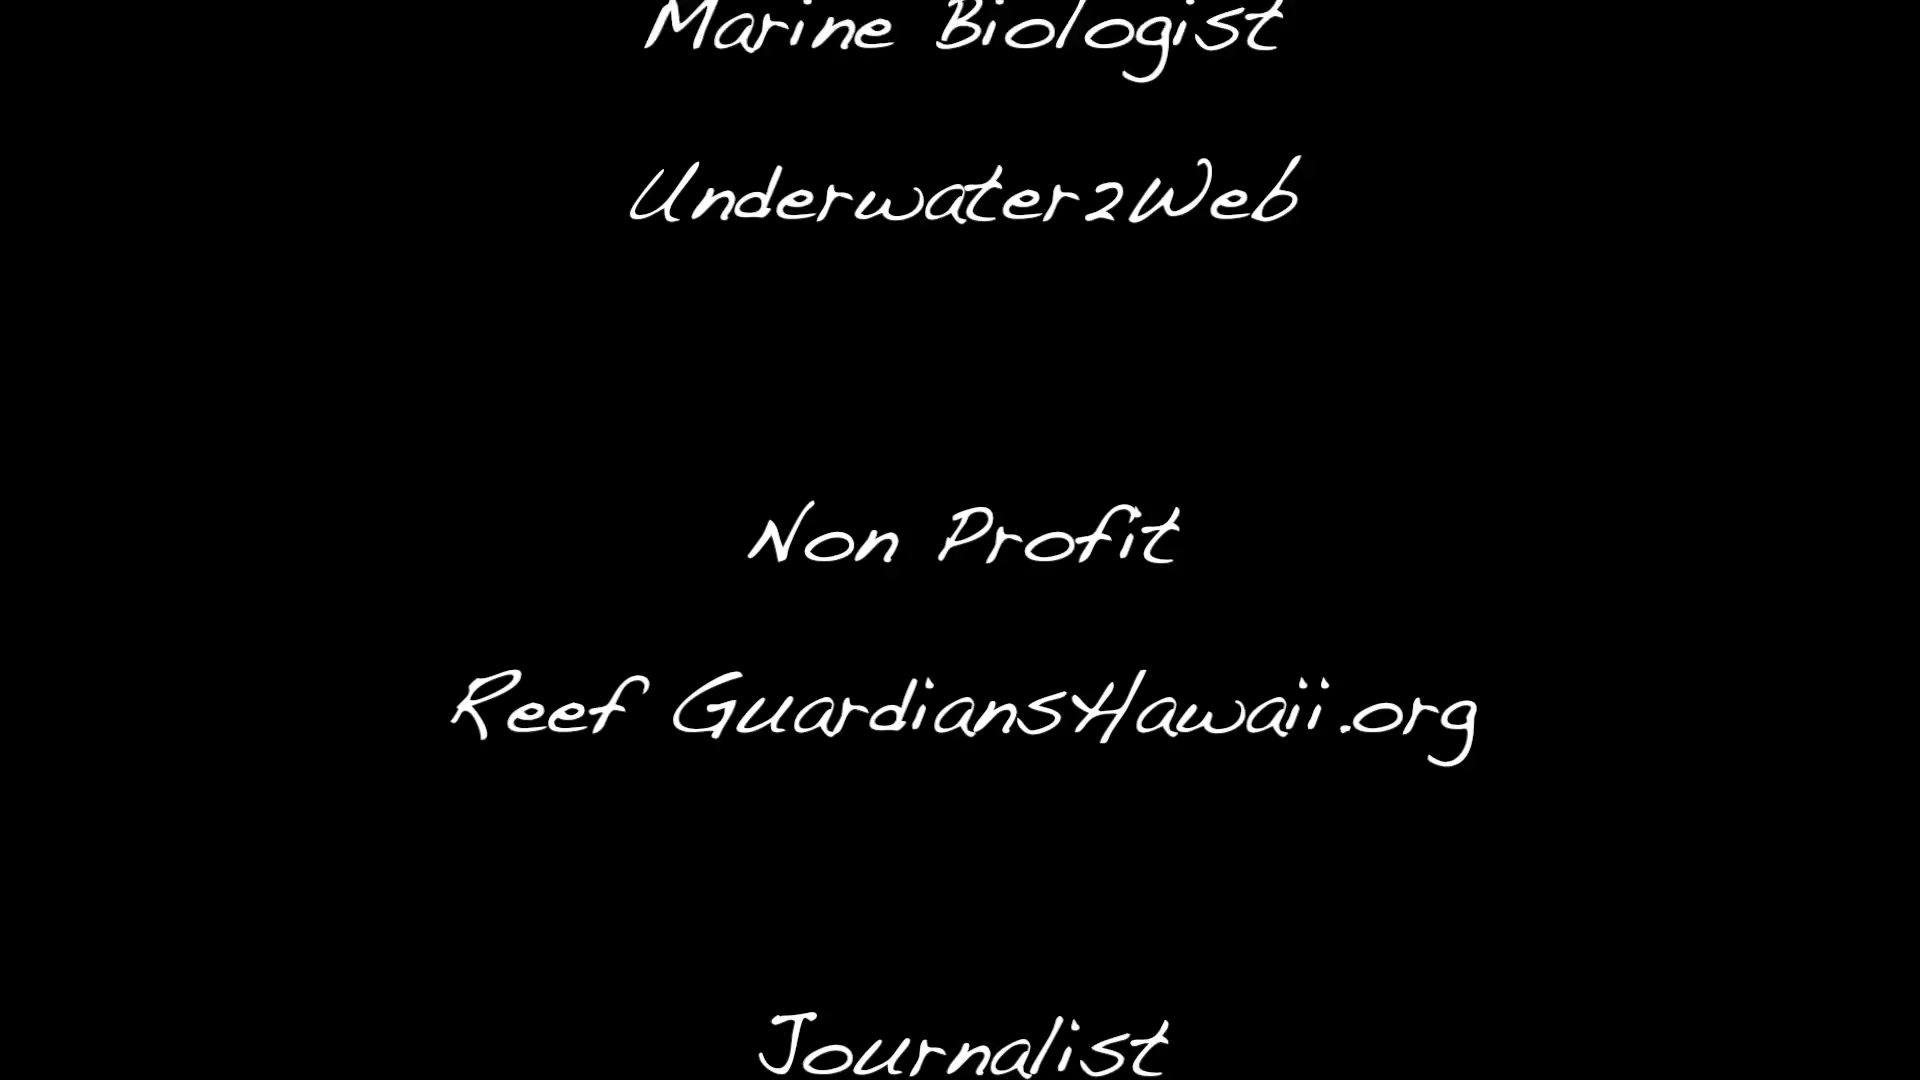 Marine Biologist
Underwater2Web
Non Profit
Reef GuardiansHawaii.org
Journalist